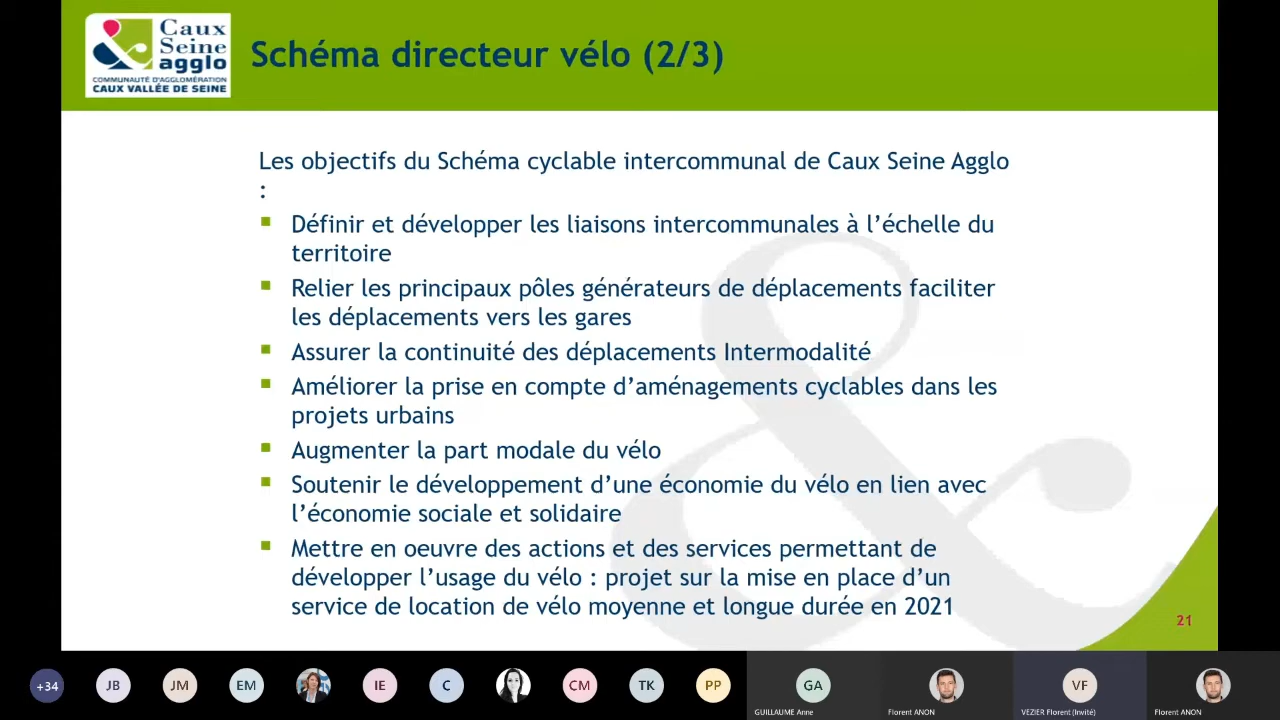 Caux
Seine
agglo
COMMUNAUTÉ D'AGGLOMÉRATION
CAUX VALLÉE DE SEINE
Schéma directeur vélo (2/3)
Les objectifs du Schéma cyclable intercommunal de Caux Seine Agglo
:
Définir et développer les liaisons intercommunales à l’échelle du
territoire
Relier les principaux pôles générateurs de déplacements faciliter
les déplacements vers les gares
Assurer la continuité des déplacements Intermodalité
Améliorer la prise en compte d’aménagements cyclables dans les
projets urbains
Augmenter la part modale du vélo
Soutenir le développement d’une économie du vélo en lien avec
l’économie sociale et solidaire
Mettre en oeuvre des actions et des services permettant de
développer l’usage du vélo : projet sur la mise en place d’un
service de location de vélo moyenne et longue durée en 2021
21
+34 JB JM EM IE C CM TK PP GA VF
GUILLAUME Anne Florent ANON VEZIER Florent (Invité) Florent ANON